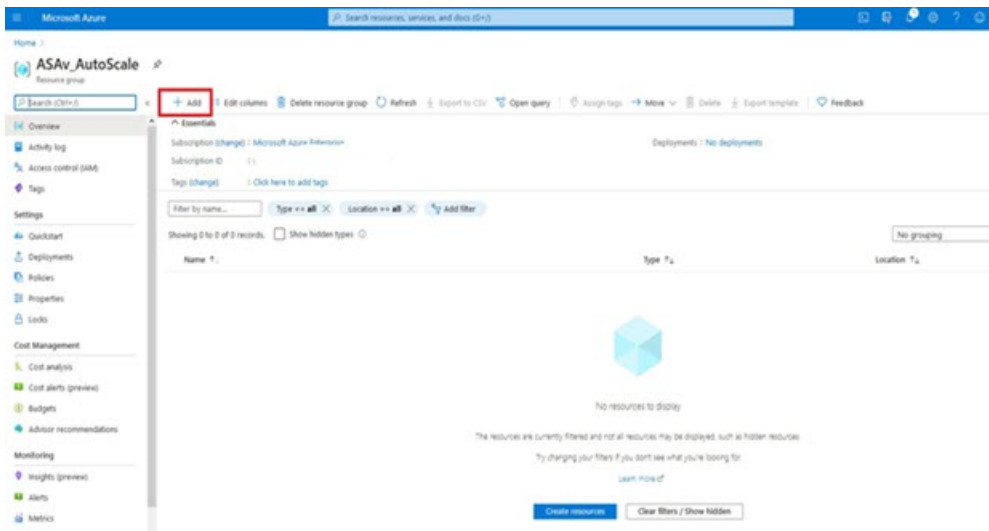 Microsoft Azure
Search resources, services, and docs (G+/)
Home >
ASAv_AutoScale
Resource group
Search (Ctrl+/)
Add Edit columns Delete resource group Refresh Export to CSV Open query Assign tags Move Delete Export template Feedback
Overview
Activity log
Access control (IAM)
Tags
Settings
Quickstart
Deployments
Policies
Properties
Locks
Cost Management
Cost analysis
Cost alerts (preview)
Budgets
Advisor recommendations
Monitoring
Insights (preview)
Alerts
Metrics
Essentials
Subscription (change) : Microsoft Azure Enterprise
Deployments : No deployments
Subscription ID
Tags (change) : Click here to add tags
Filter by name...
Type == all
Location == all
Add filter
Showing 0 to 0 of 0 records.
Show hidden types
No grouping
Name
Type
Location
No resources to display
The resources are currently filtered and not all resources may be displayed, such as hidden resources
Try changing your filters if you don't see what you're looking for.
Learn more
Create resources
Clear filters / Show hidden